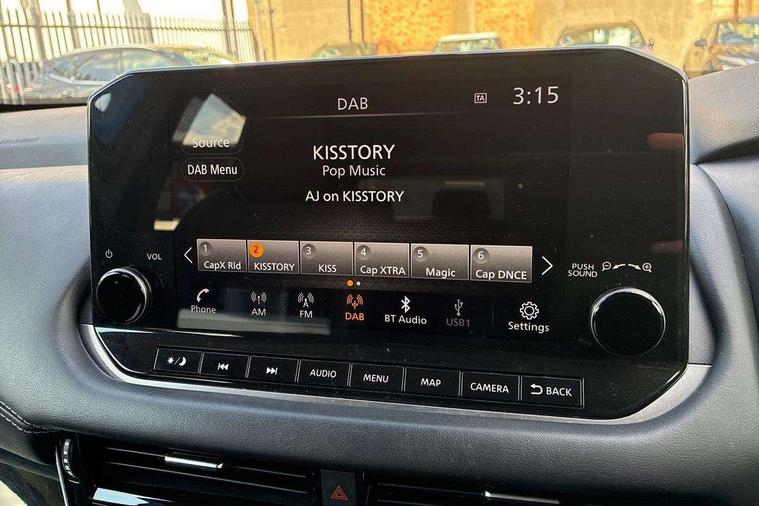 DAB
TA
3:15
Source
KISSTORY
DAB Menu
Pop Music
AJ on KISSTORY
1 2 3 4 5 6
CapX Rld KISSTORY KISS Cap XTRA Magic Cap DNCE
VOL
PUSH
SOUND
Phone AM FM DAB BT Audio USB1 Settings
AUDIO MENU MAP CAMERA BACK